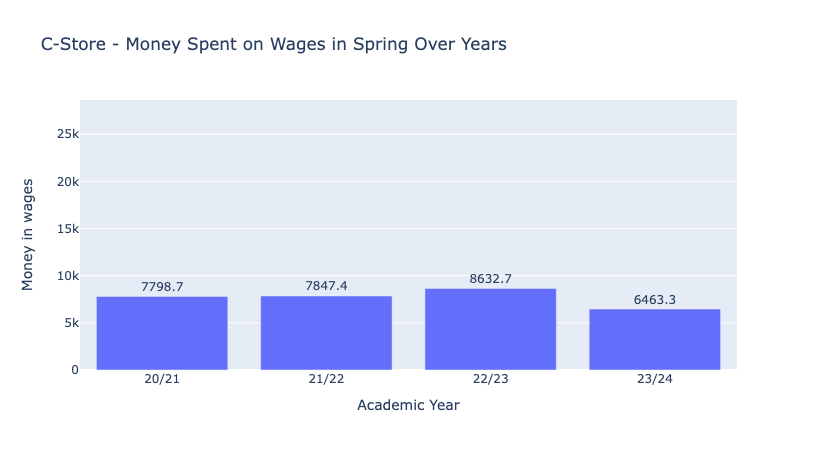 C-Store - Money Spent on Wages in Spring Over Years
Money in wages
25k
20k
15k
10k
5k
0
7798.7
7847.4
8632.7
6463.3
20/21
21/22
22/23
23/24
Academic Year